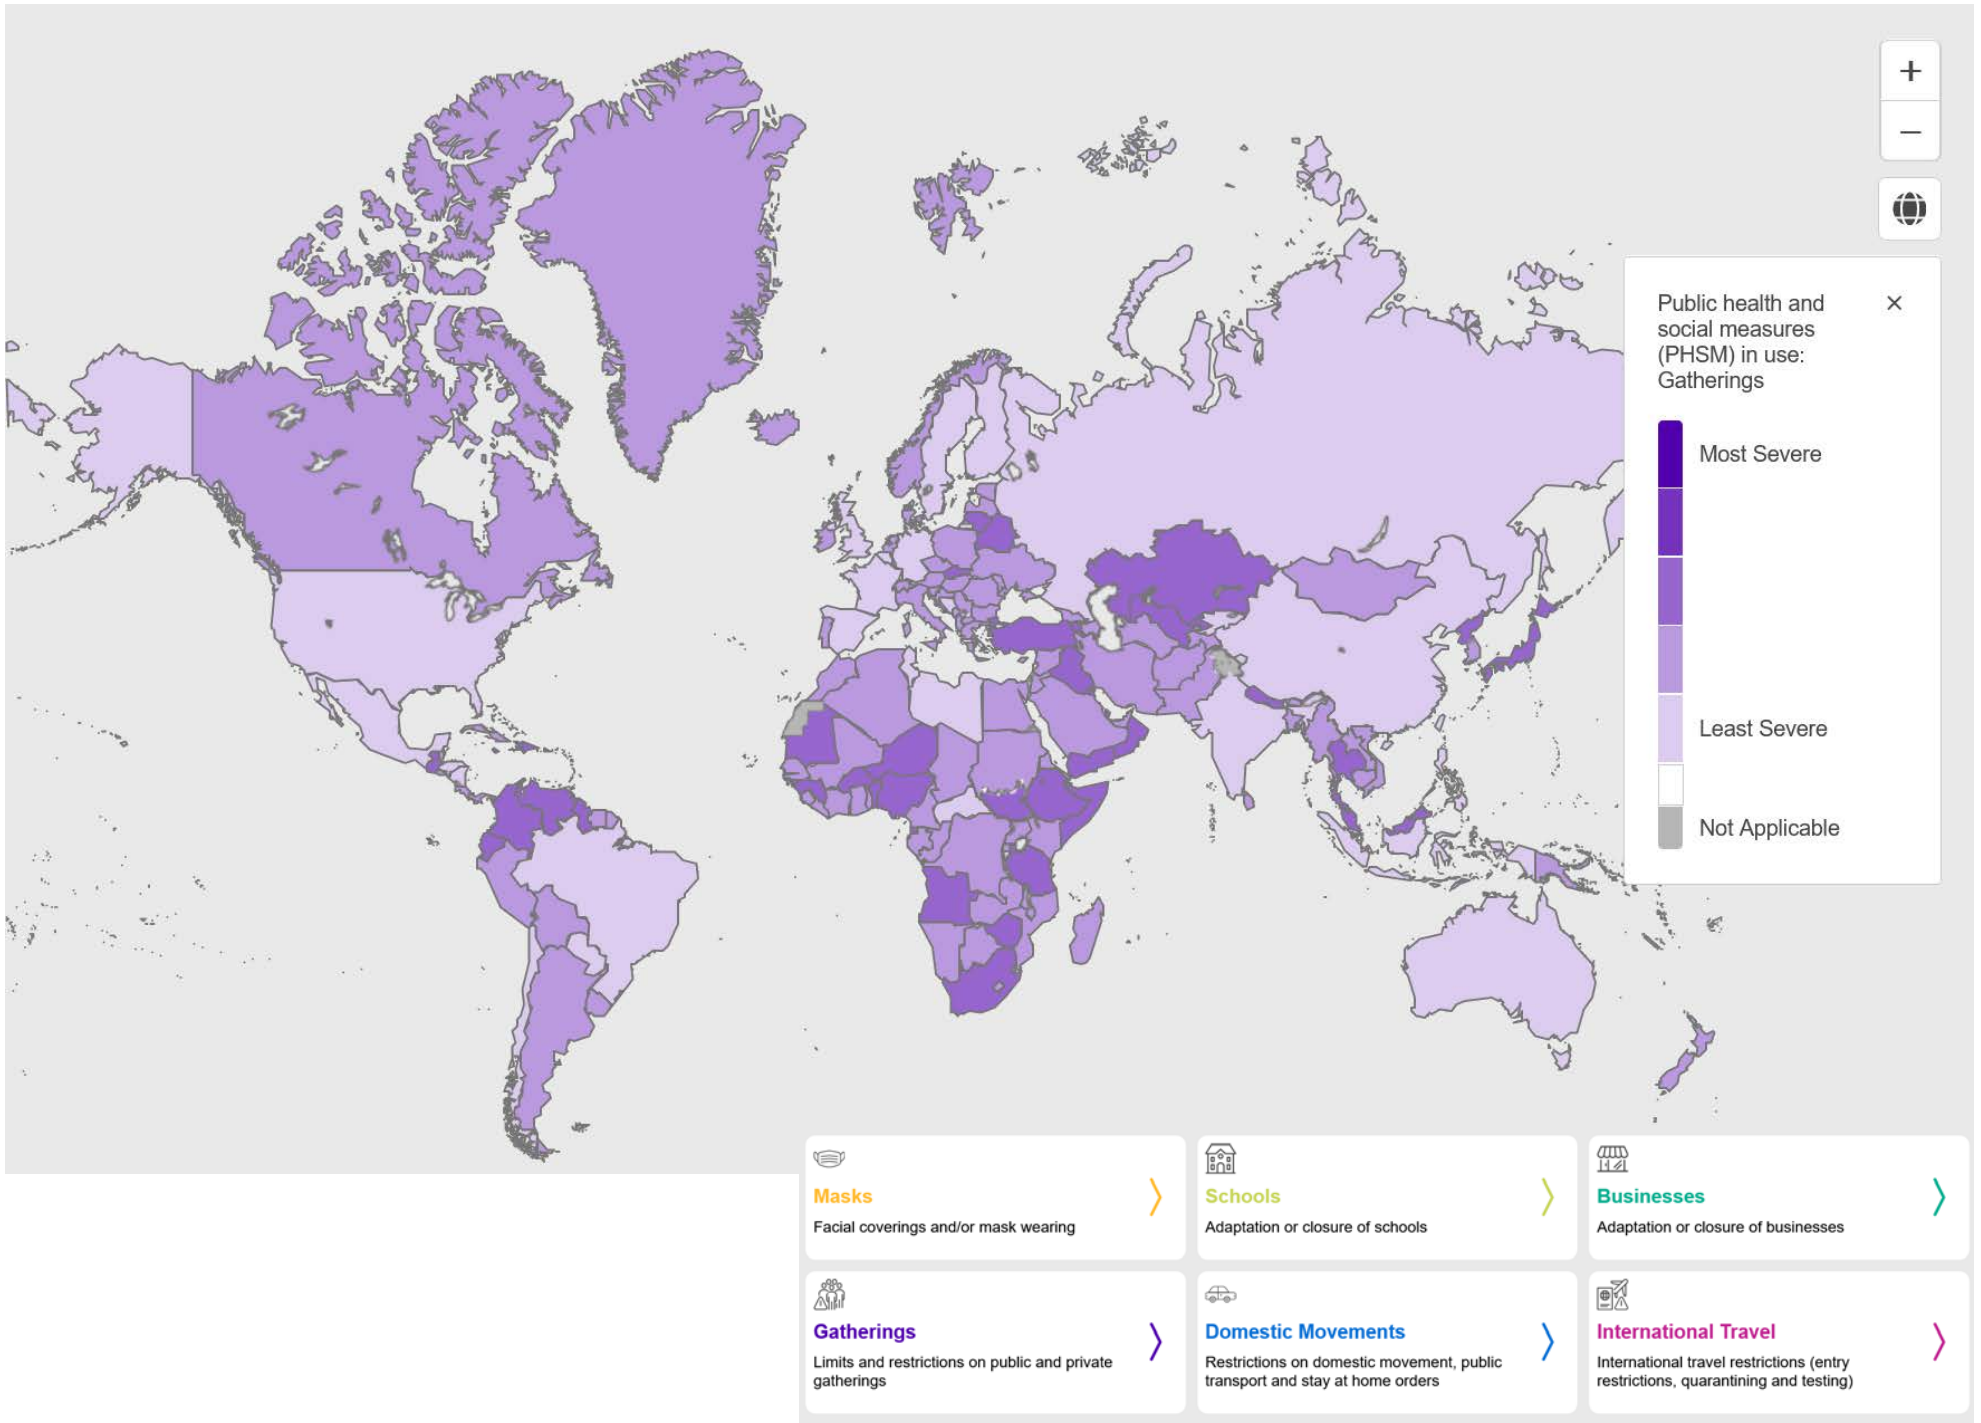 +
−
Public health and
social measures
(PHSM) in use:
Gatherings
×
Most Severe
Least Severe
Not Applicable
Masks
Facial coverings and/or mask wearing
Schools
Adaptation or closure of schools
Businesses
Adaptation or closure of businesses
Gatherings
Limits and restrictions on public and private
gatherings
Domestic Movements
Restrictions on domestic movement, public
transport and stay at home orders
International Travel
International travel restrictions (entry
restrictions, quarantining and testing)